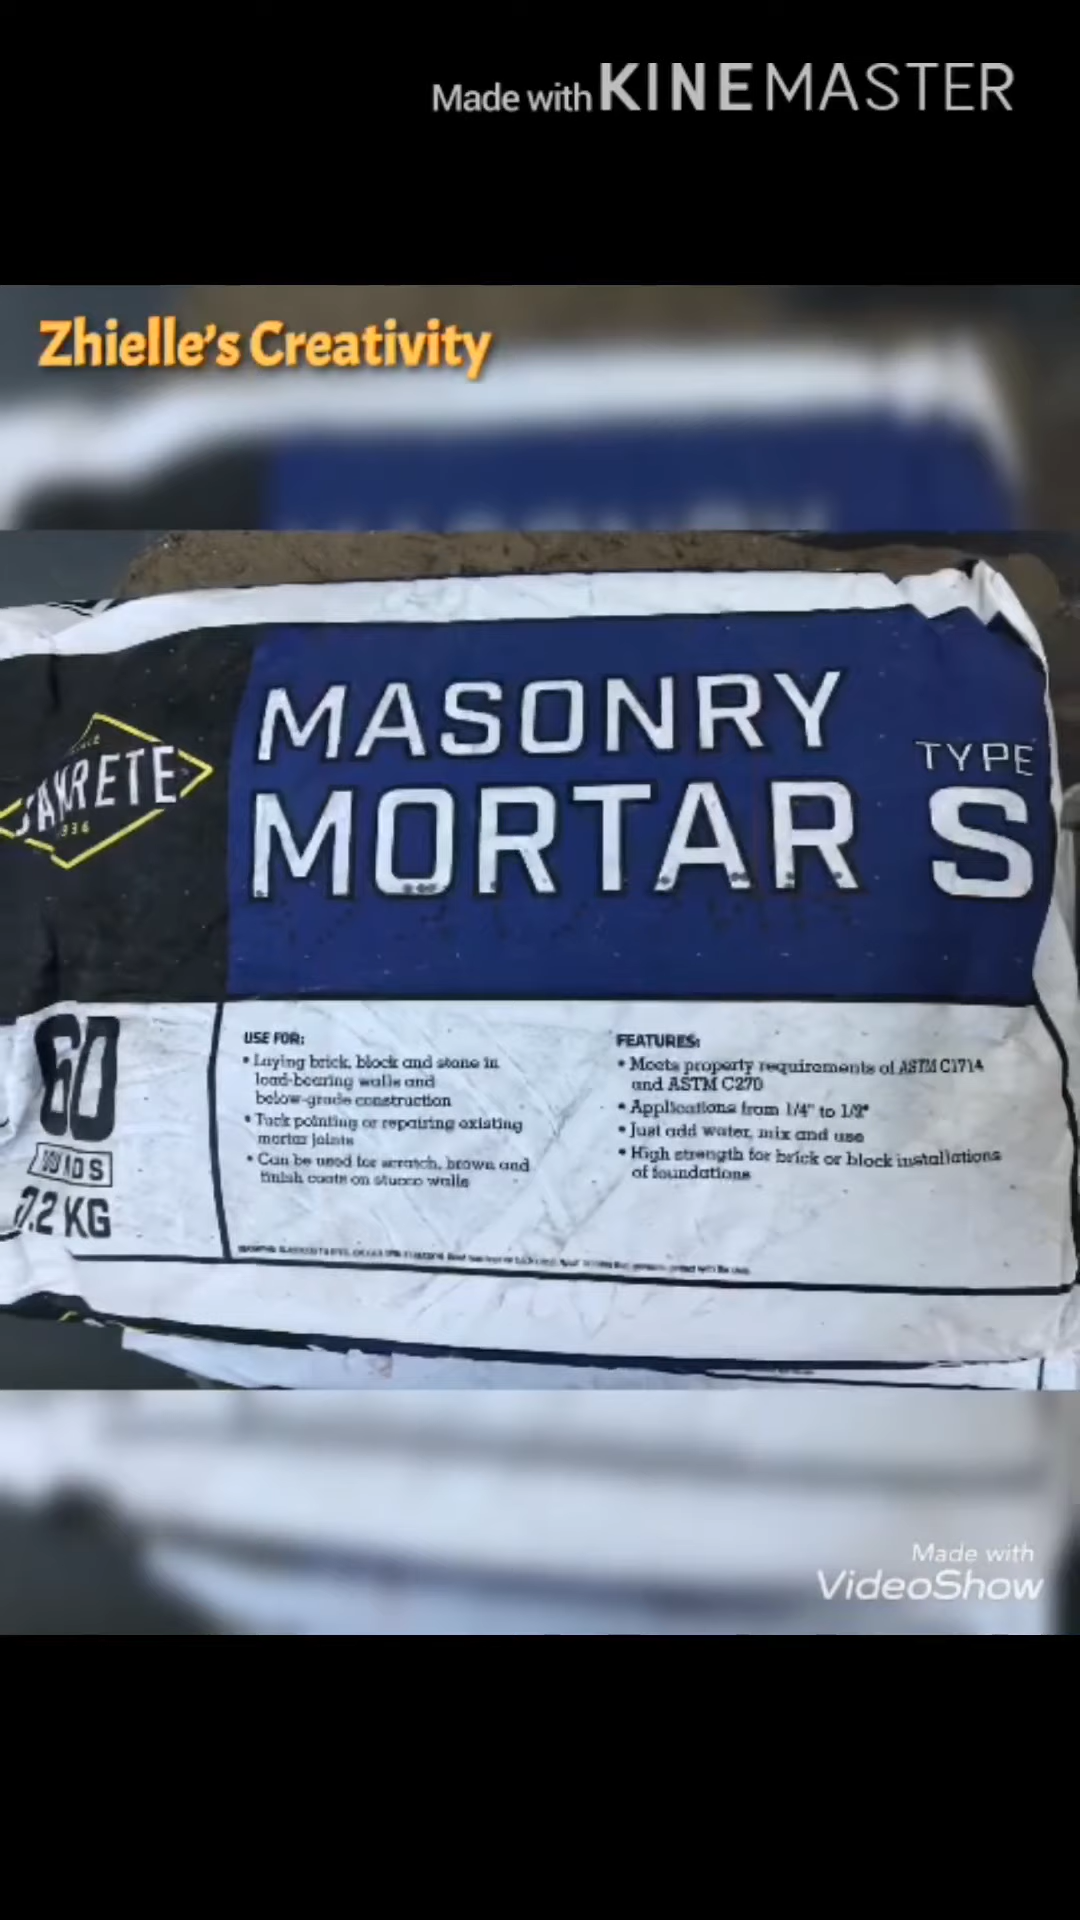 Made with KINEMASTER
Zhielle's Creativity
MASONRY
MORTAR
TYPE
S
SINCE
AKRETE
936
60
.2 KG
USE FOR:
• Laying brick, block and stone in
load-bearing walls and
below-grade construction
• Tuck pointing or repairing existing
mortar joints
• Can be used for scratch, brown and
finish coats on stucco walls
FEATURES:
• Meets property requirements of ASTM C1714
and ASTM C270
• Applications from 1/4" to 1/2"
• Just add water, mix and use
• High strength for brick or block installations
of foundations
Made with
VideoShow